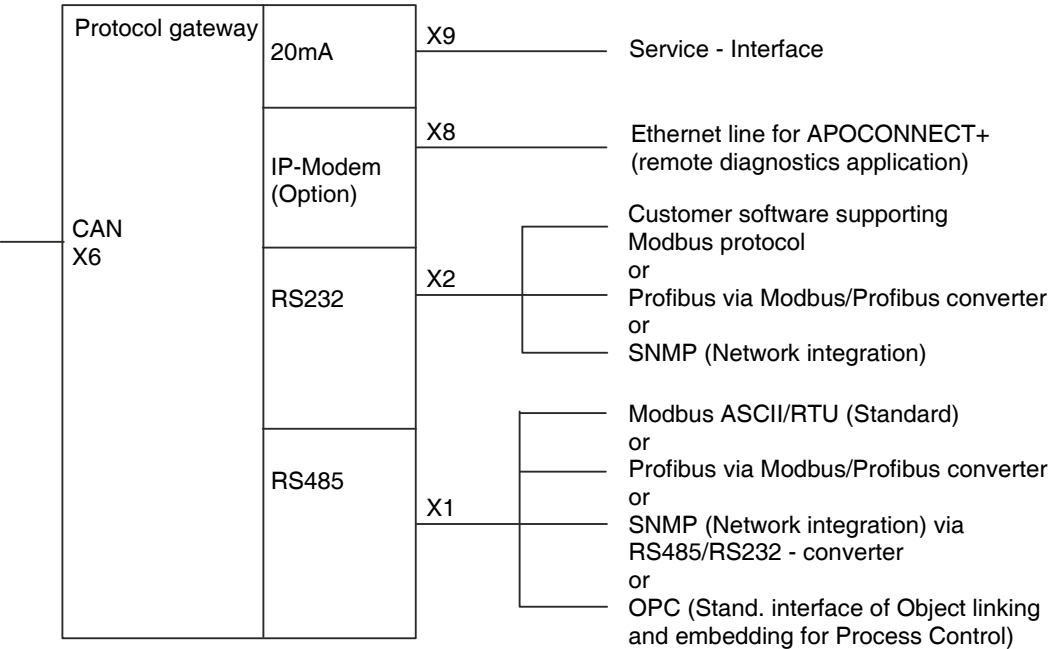 Protocol gateway
CAN
X6
20mA
X9
Service - Interface
IP-Modem
(Option)
X8
Ethernet line for APOCONNECT+
(remote diagnostics application)
RS232
X2
Customer software supporting
Modbus protocol
or
Profibus via Modbus/Profibus converter
or
SNMP (Network integration)
RS485
X1
Modbus ASCII/RTU (Standard)
or
Profibus via Modbus/Profibus converter
or
SNMP (Network integration) via
RS485/RS232 - converter
or
OPC (Stand. interface of Object linking
and embedding for Process Control)